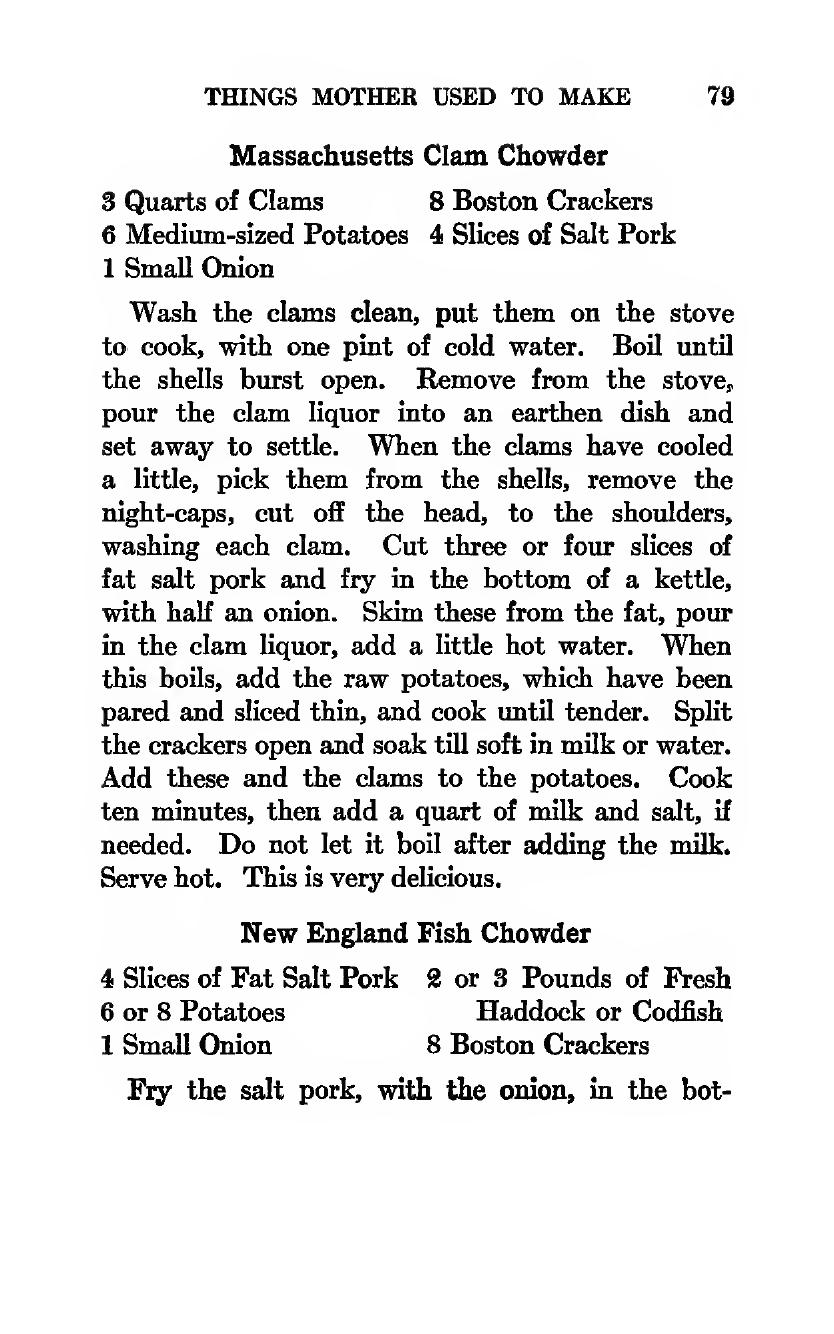 THINGS MOTHER USED TO MAKE 79
Massachusetts Clam Chowder
3 Quarts of Clams 8 Boston Crackers
6 Medium-sized Potatoes 4 Slices of Salt Pork
1 Small Onion
Wash the clams clean, put them on the stove
to cook, with one pint of cold water. Boil until
the shells burst open. Remove from the stove,
pour the clam liquor into an earthen dish and
set away to settle. When the clams have cooled
a little, pick them from the shells, remove the
night-caps, cut off the head, to the shoulders,
washing each clam. Cut three or four slices of
fat salt pork and fry in the bottom of a kettle,
with half an onion. Skim these from the fat, pour
in the clam liquor, add a little hot water. When
this boils, add the raw potatoes, which have been
pared and sliced thin, and cook until tender. Split
the crackers open and soak till soft in milk or water.
Add these and the clams to the potatoes. Cook
ten minutes, then add a quart of milk and salt, if
needed. Do not let it boil after adding the milk.
Serve hot. This is very delicious.
New England Fish Chowder
4 Slices of Fat Salt Pork 2 or 3 Pounds of Fresh
6 or 8 Potatoes Haddock or Codfish
1 Small Onion 8 Boston Crackers
Fry the salt pork, with the onion, in the bot-